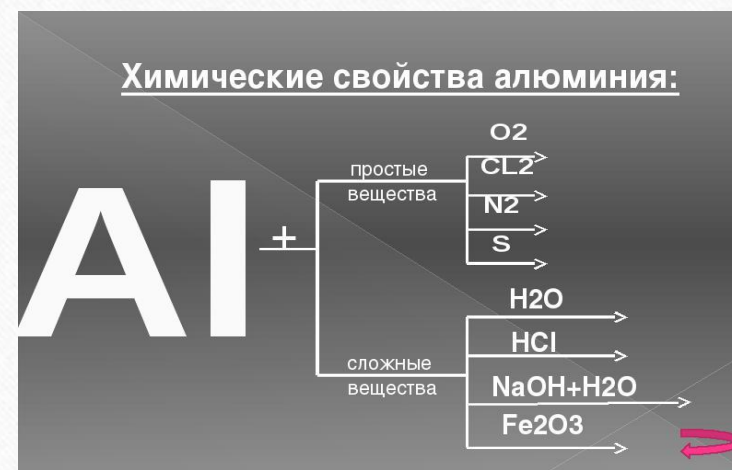 Химические свойства алюминия:
Al
+
простые
вещества
O2
CL2
N2
S
сложные
вещества
H2O
HCl
NaOH+H2O
Fe2O3